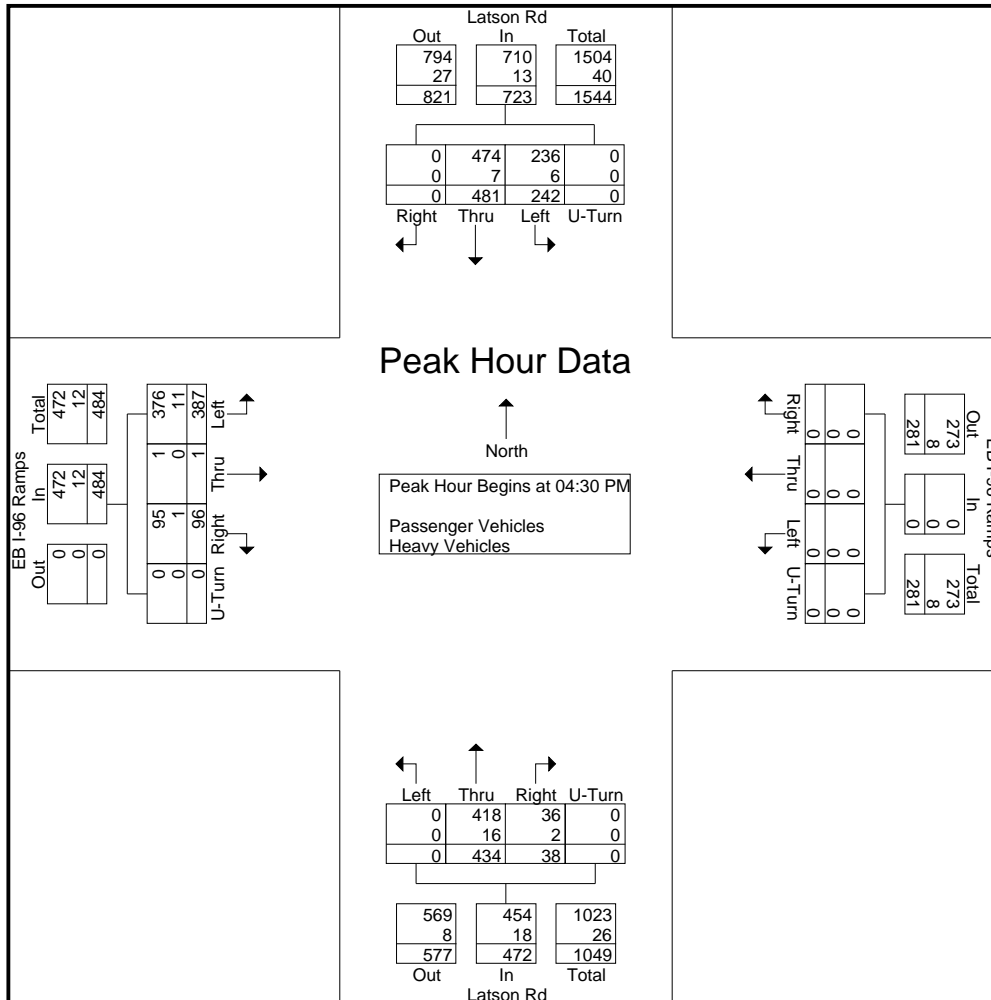 Latson Rd
Out In Total
794 710 1504
27 13 40
821 723 1544
0 474 236 0
0 7 6 0
0 481 242 0
Right Thru Left U-Turn
Peak Hour Data
North
Peak Hour Begins at 04:30 PM
Passenger Vehicles
Heavy Vehicles
EB I-96 Ramps
Out In Total
0 472 472
0 12 12
0 484 484
U-Turn Right Thru Left
0 95 1 376
0 1 0 11
0 96 1 387
Out In Total
273 0 273
8 0 8
281 0 281
Right Thru Left U-Turn
0 0 0 0
0 0 0 0
0 0 0 0
Left Thru Right U-Turn
0 418 36 0
0 16 2 0
0 434 38 0
569 454 1023
8 18 26
577 472 1049
Out In Total
Latson Rd